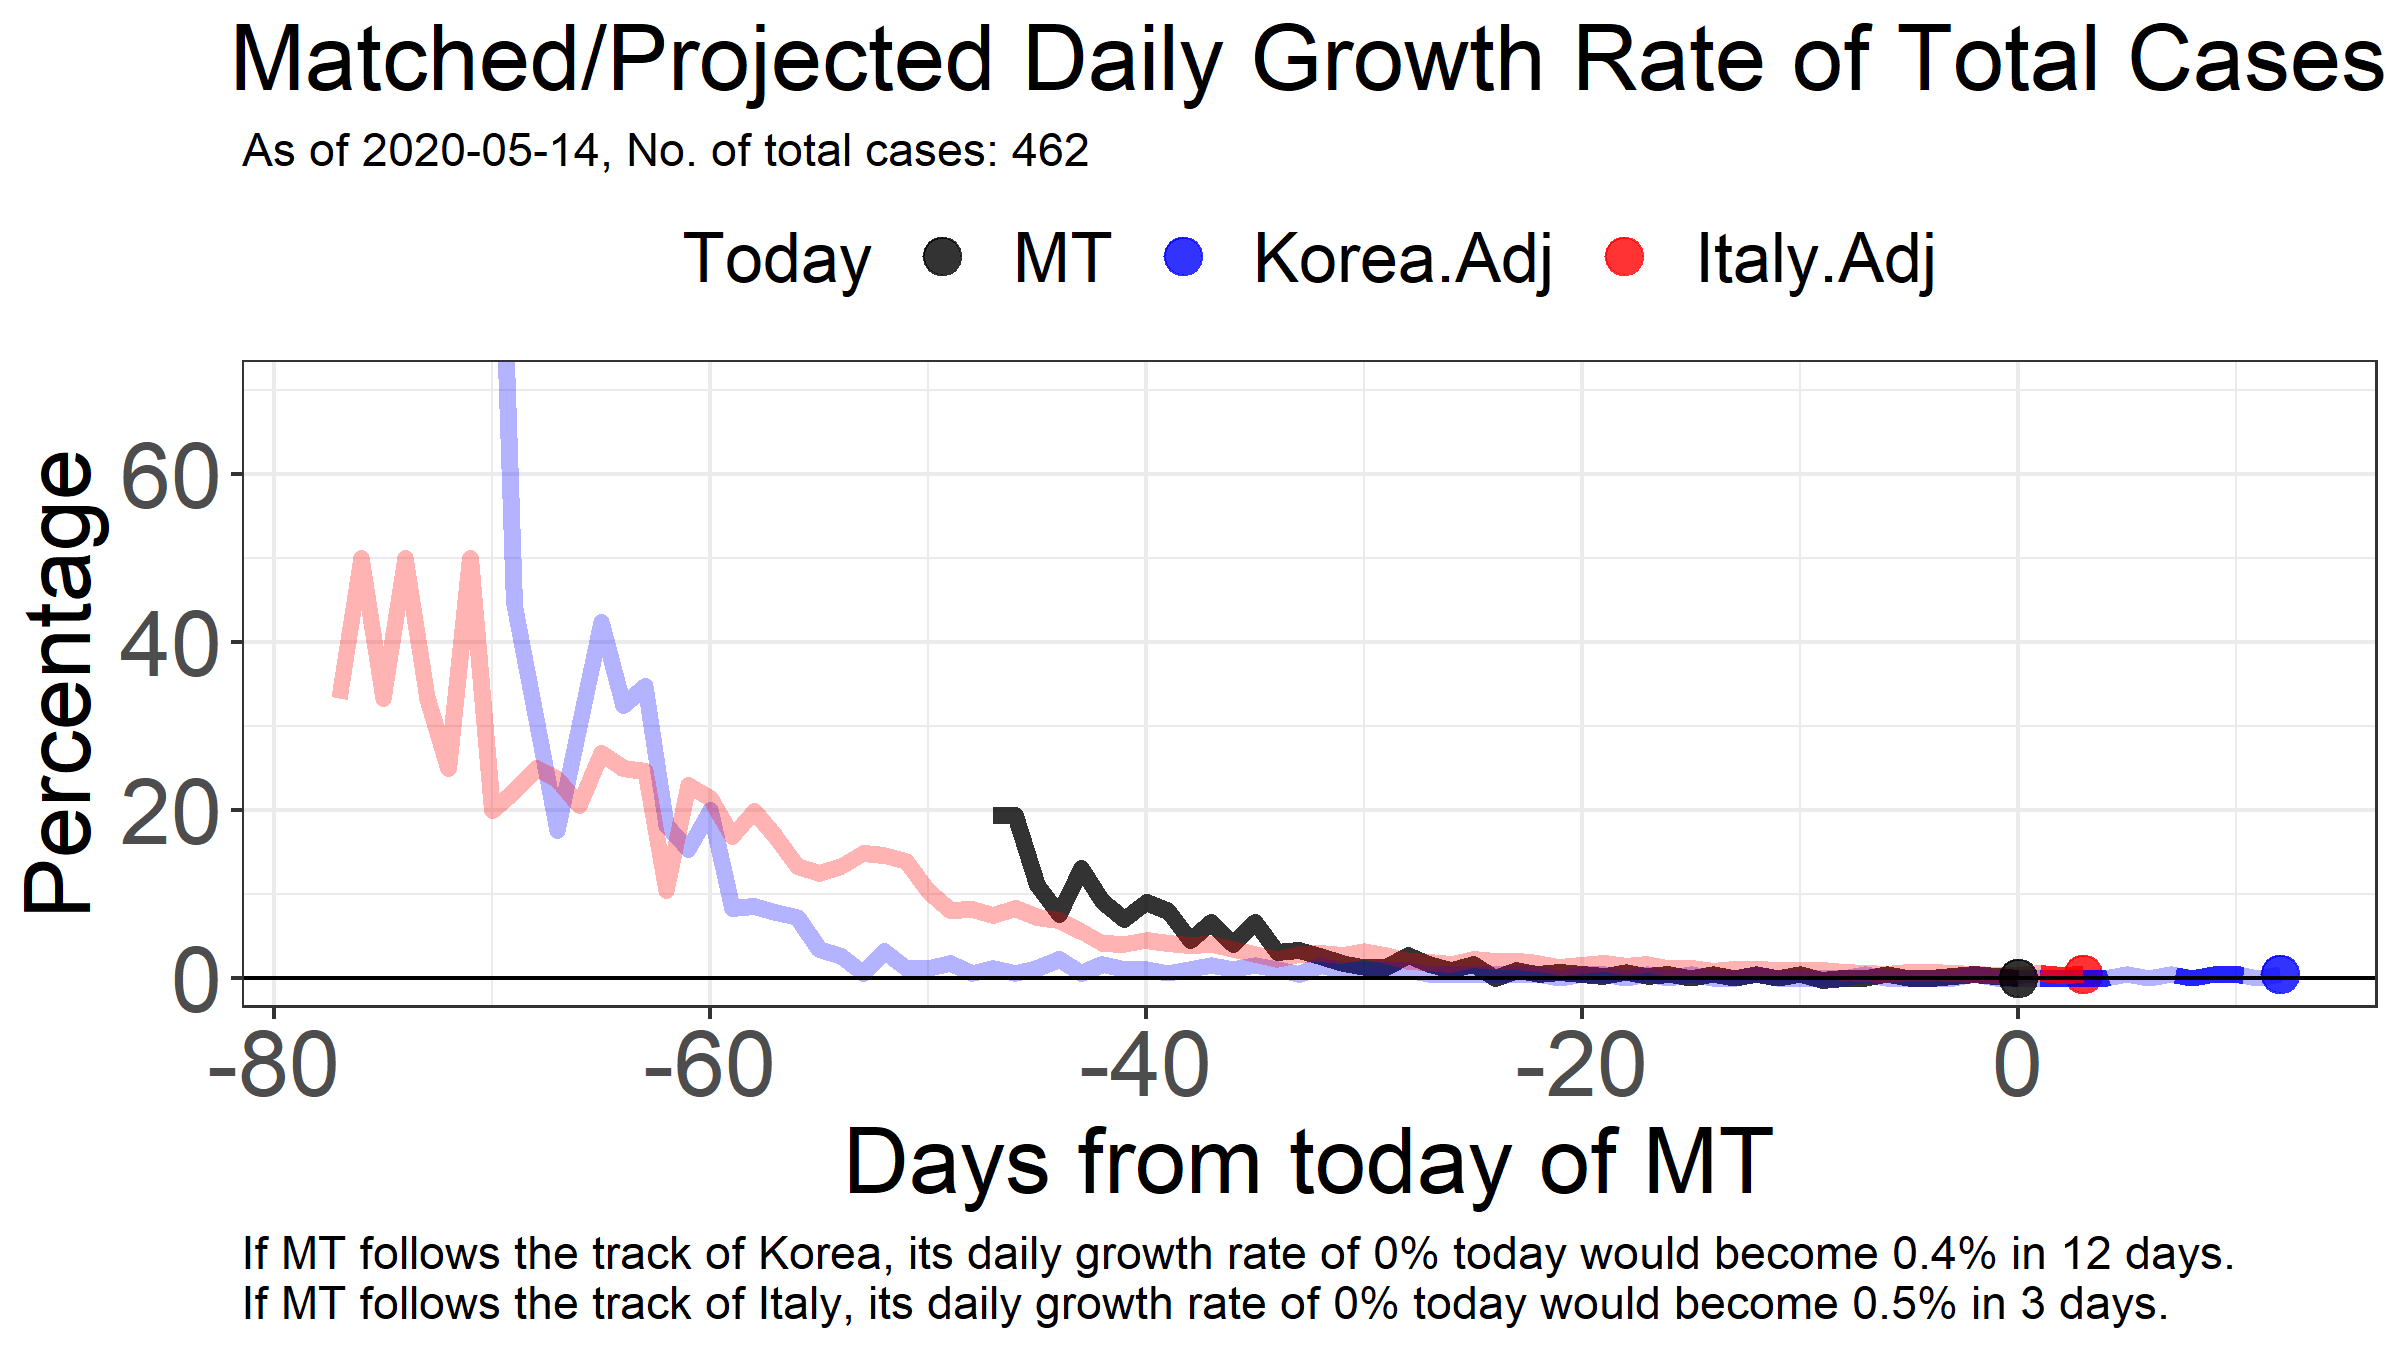 Matched/Projected Daily Growth Rate of Total Cases
As of 2020-05-14, No. of total cases: 462
Today MT Korea.Adj Italy.Adj
Percentage
60
40
20
0
-80 -60 -40 -20 0
Days from today of MT
If MT follows the track of Korea, its daily growth rate of 0% today would become 0.4% in 12 days.
If MT follows the track of Italy, its daily growth rate of 0% today would become 0.5% in 3 days.